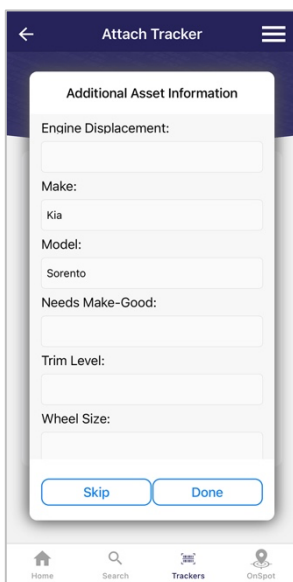 Attach Tracker
Additional Asset Information
Engine Displacement:
Make:
Kia
Model:
Sorento
Needs Make-Good:
Trim Level:
Wheel Size:
Skip Done
Home Search Trackers OnSpot